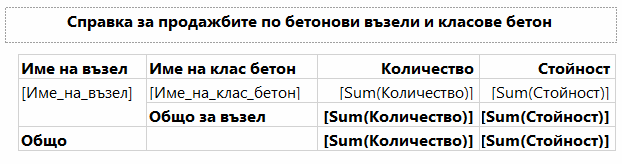 Справка за продажбите по бетонови възели и класове бетон
Име на възел Име на клас бетон Количество Стойност
[Име_на_възел] [Име_на_клас_бетон] [Sum(Количество)] [Sum(Стойност)]
Общо за възел [Sum(Количество)] [Sum(Стойност)]
Общо [Sum(Количество)] [Sum(Стойност)]